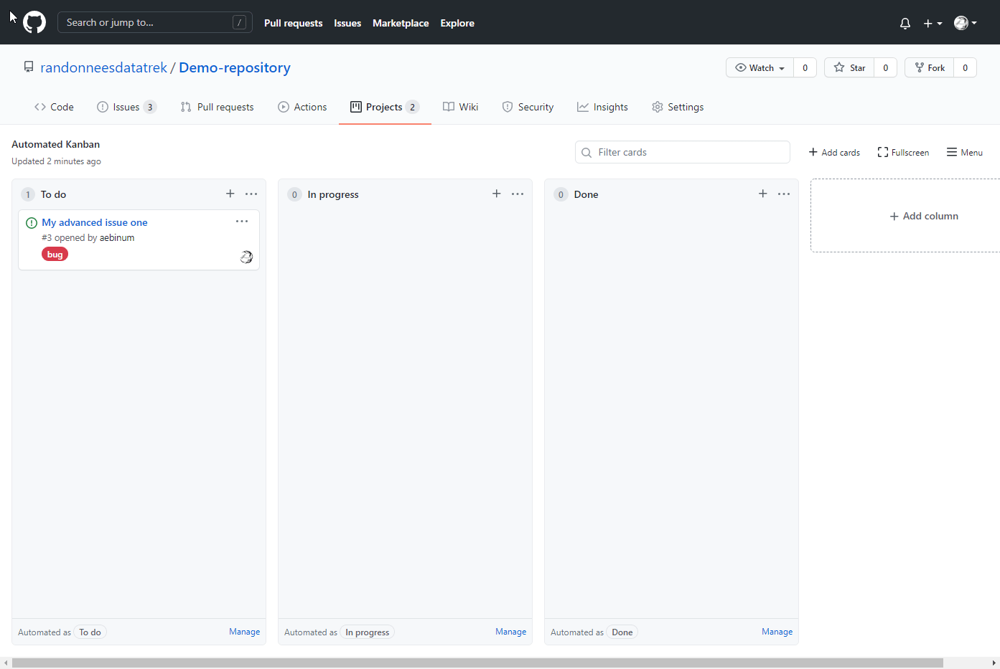 Search or jump to... / Pull requests Issues Marketplace Explore
randonneesdatatrek / Demo-repository Watch 0 Star 0 Fork 0
Code Issues 3 Pull requests Actions Projects 2 Wiki Security Insights Settings
Automated Kanban
Updated 2 minutes ago
Filter cards Add cards Fullscreen Menu
1 To do 0 In progress 0 Done
Add column
My advanced issue one
#3 opened by aebinum
bug
Automated as To do Manage Automated as In progress Manage Automated as Done Manage